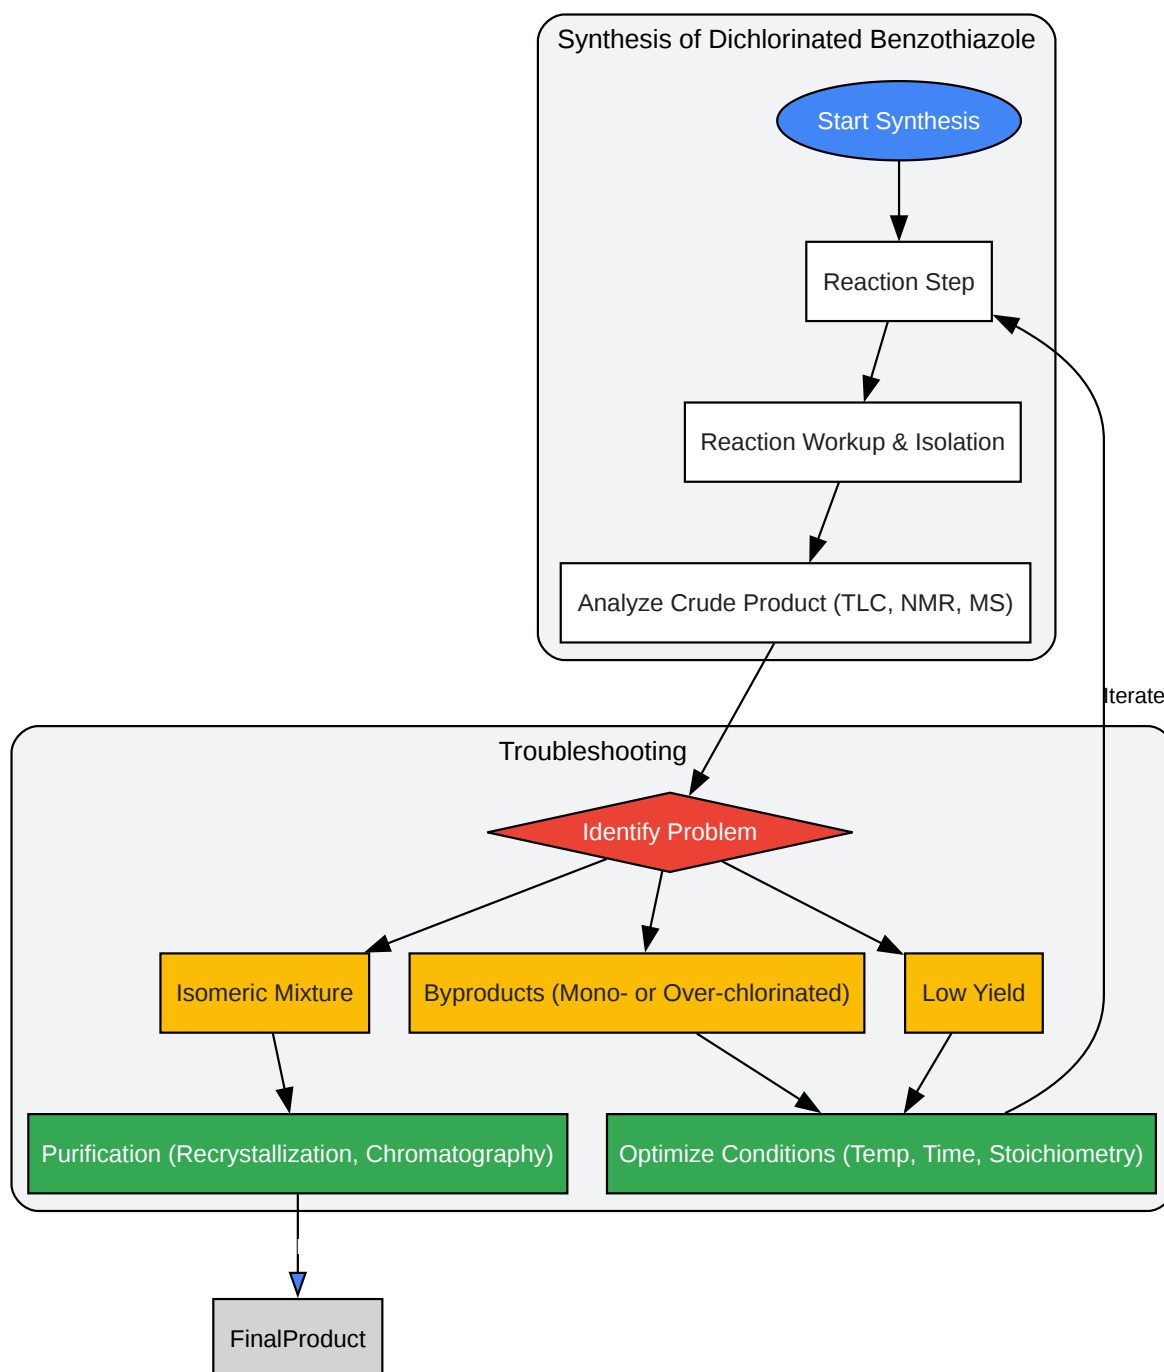 Synthesis of Dichlorinated Benzothiazole
Start Synthesis
Reaction Step
Reaction Workup & Isolation
Analyze Crude Product (TLC, NMR, MS)
Iterate
Troubleshooting
Identify Problem
Isomeric Mixture
Byproducts (Mono- or Over-chlorinated)
Low Yield
Purification (Recrystallization, Chromatography)
Optimize Conditions (Temp, Time, Stoichiometry)
FinalProduct